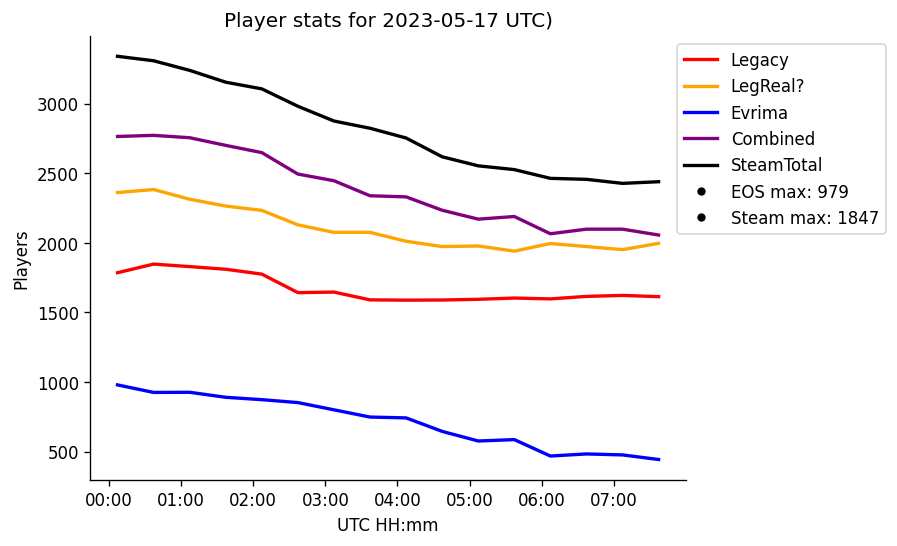 Player stats for 2023-05-17 UTC)
Legacy
LegReal?
Evrima
Combined
SteamTotal
EOS max: 979
Steam max: 1847
Players
3000
2500
2000
1500
1000
500
00:00 01:00 02:00 03:00 04:00 05:00 06:00 07:00
UTC HH:mm